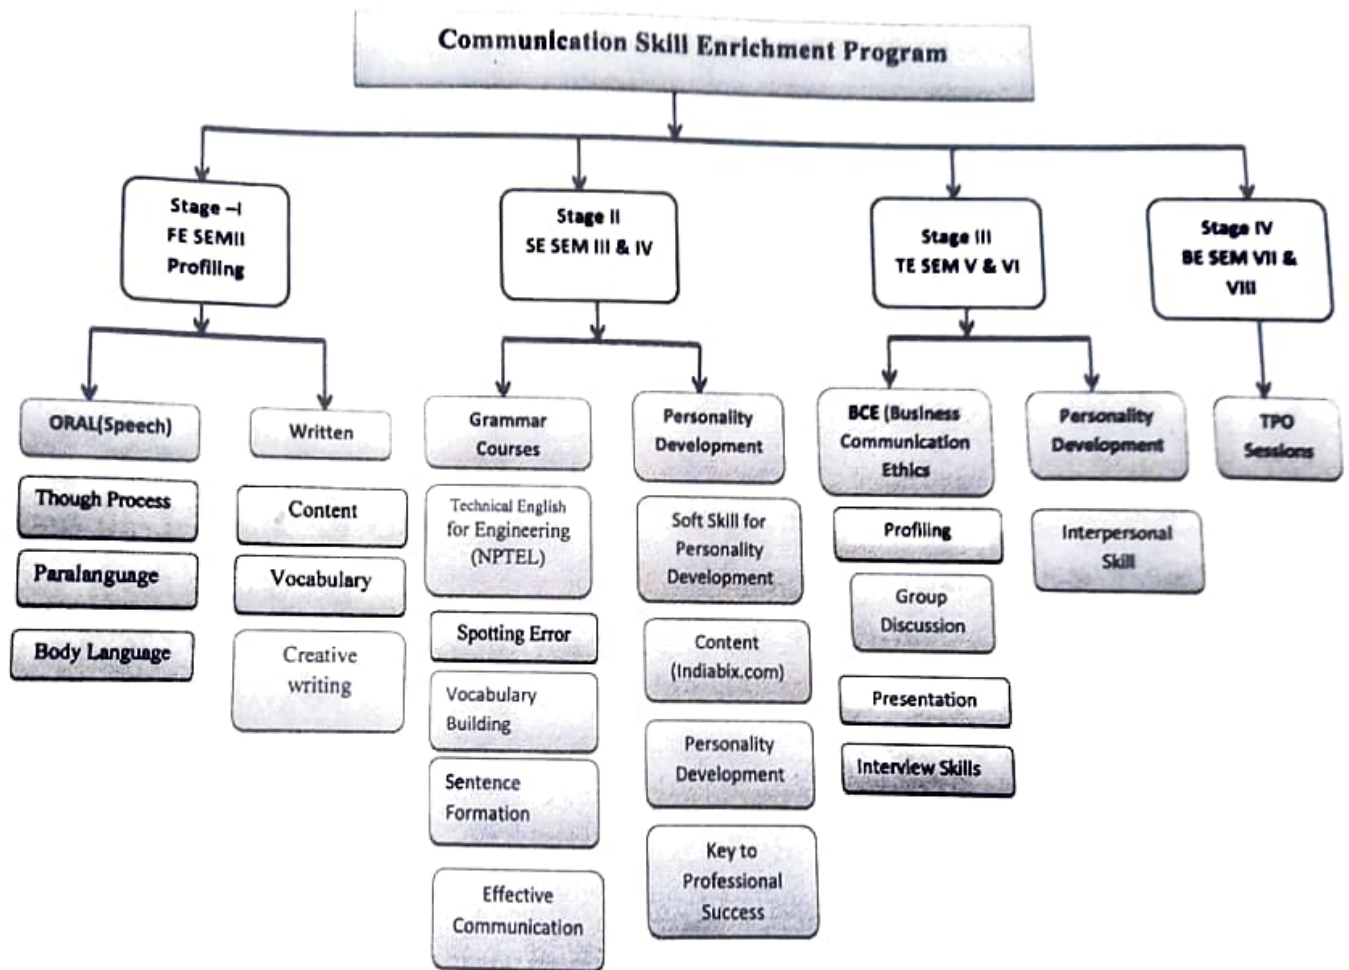 Communication Skill Enrichment Program
Stage –I
FE SEMII
Profiling
Stage II
SE SEM III & IV
Stage III
TE SEM V & VI
Stage IV
BE SEM VII &
VIII
ORAL(Speech)
Though Process
Paralanguage
Body Language
Written
Content
Vocabulary
Creative
writing
Grammar
Courses
Technical English
for Engineering
(NPTEL)
Spotting Error
Vocabulary
Building
Sentence
Formation
Effective
Communication
Personality
Development
Soft Skill for
Personality
Development
Content
(Indiabix.com)
Personality
Development
Key to
Professional
Success
BCE (Business
Communication
Ethics
Profiling
Group
Discussion
Presentation
Interview Skills
Personality
Development
Interpersonal
Skill
TPO
Sessions